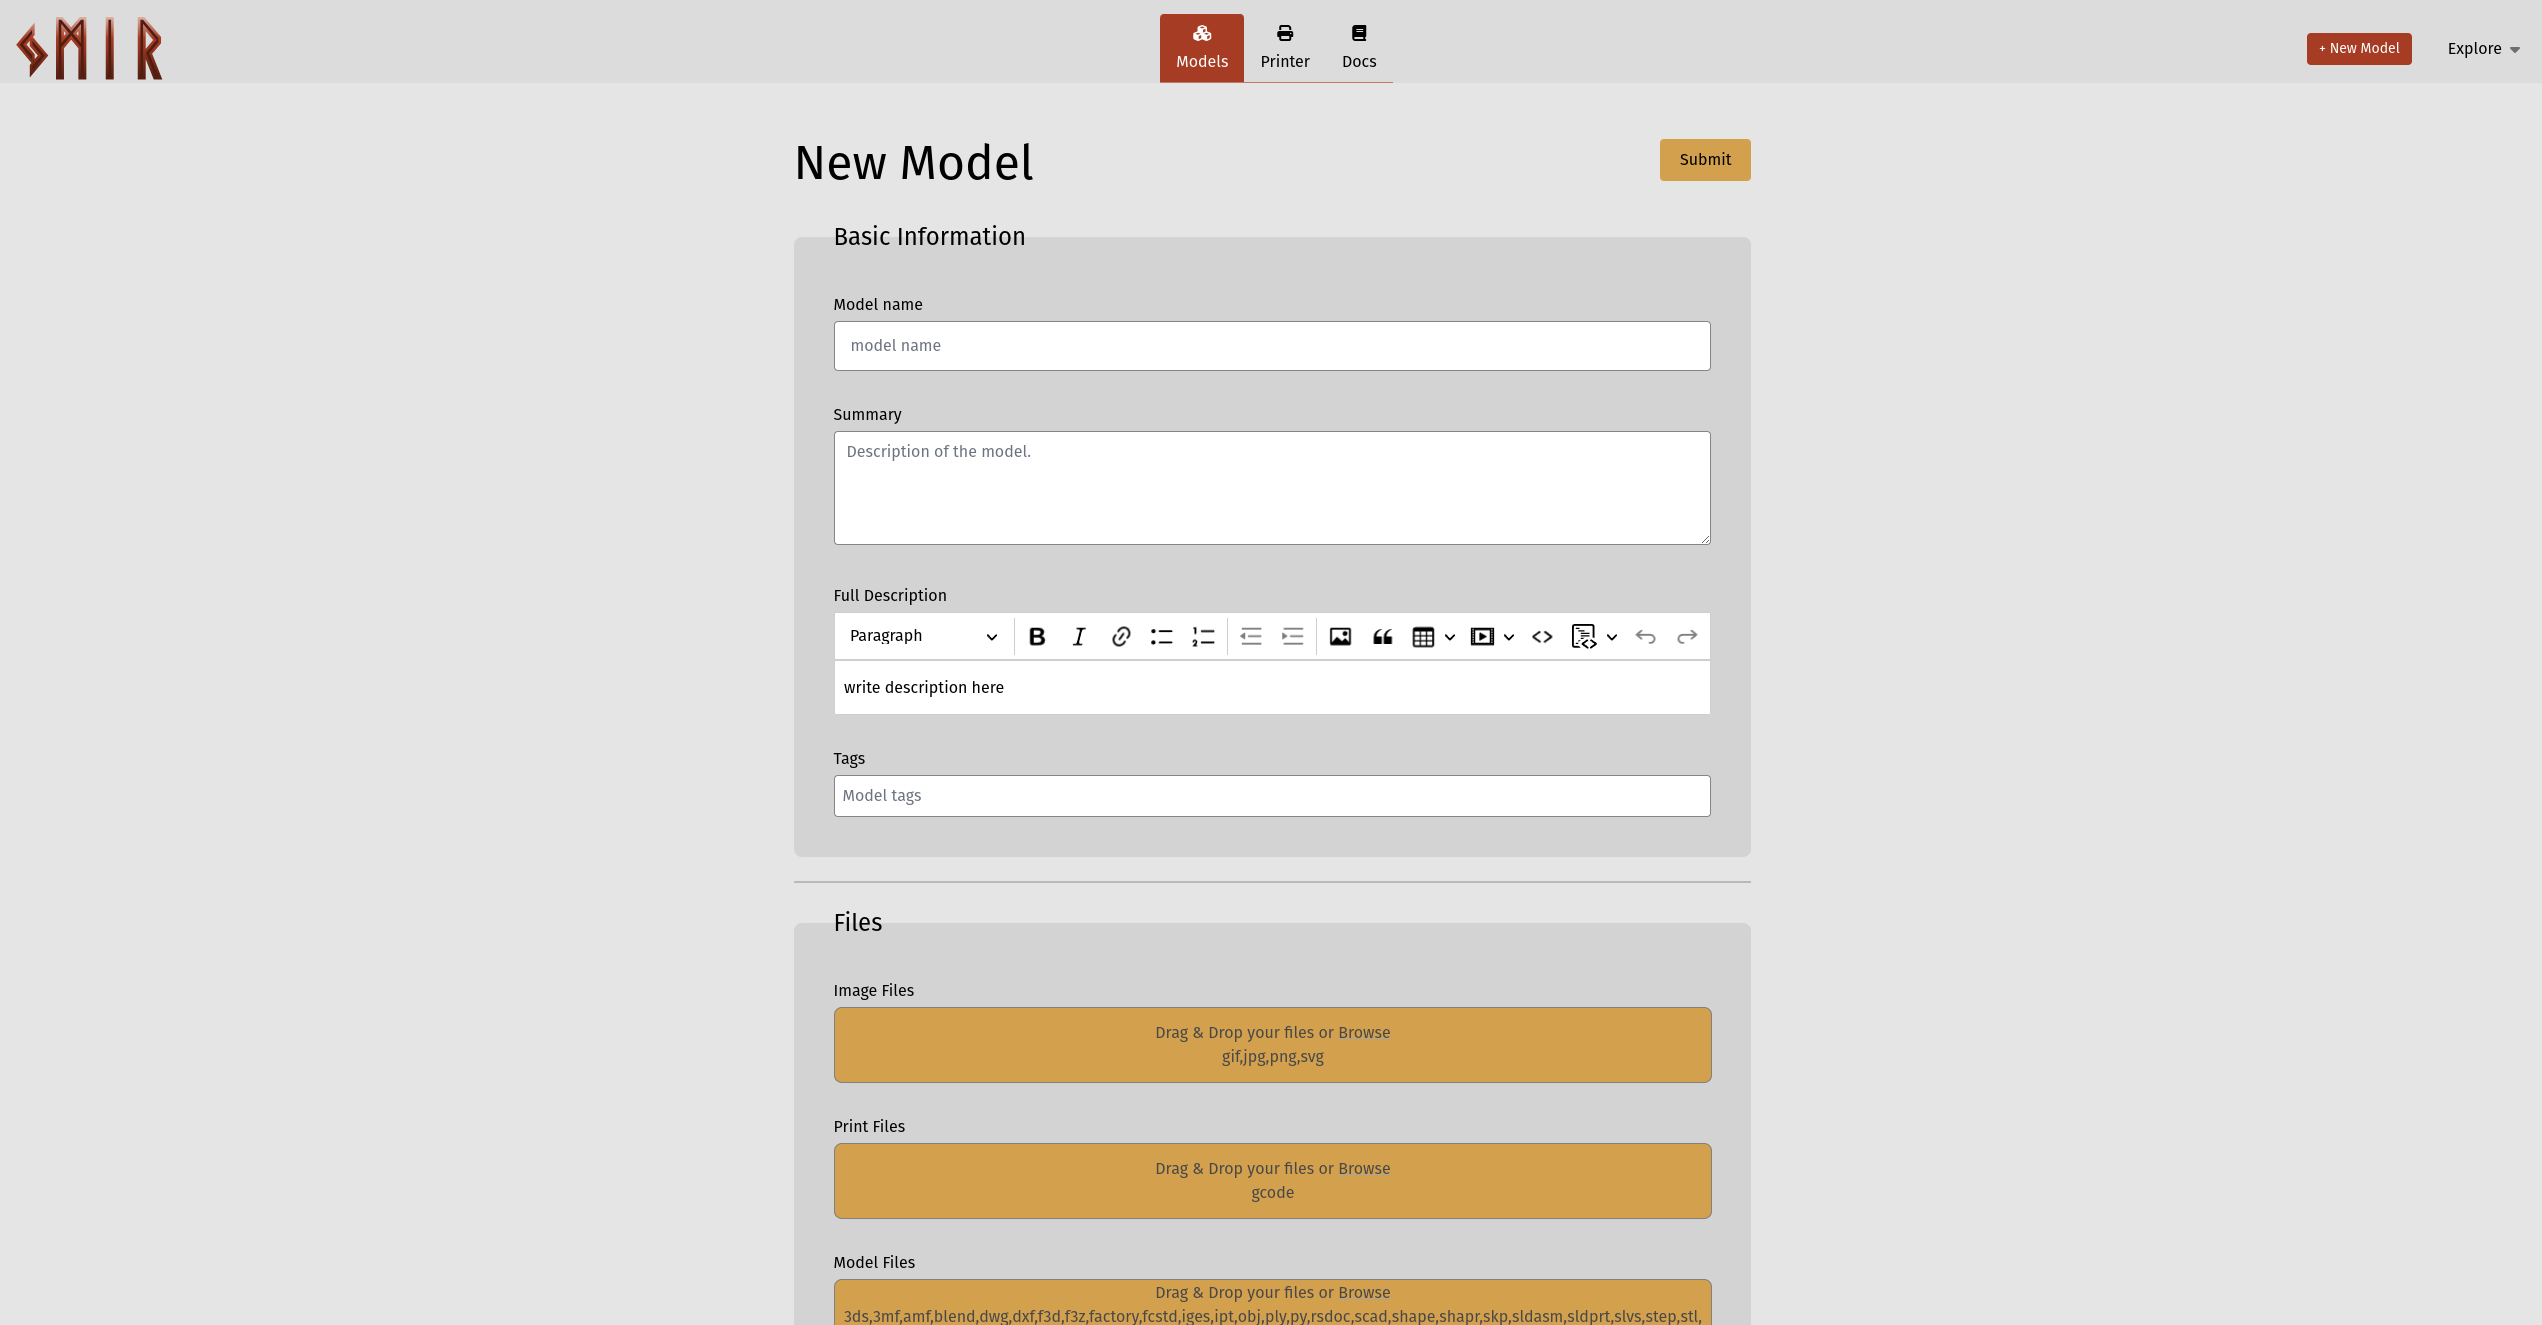 Models
Printer
Docs
+ New Model
Explore
New Model
Submit
Basic Information
Model name
model name
Summary
Description of the model.
Full Description
Paragraph
write description here
Tags
Model tags
Files
Image Files
Drag & Drop your files or Browse
gif,jpg,png,svg
Print Files
Drag & Drop your files or Browse
gcode
Model Files
Drag & Drop your files or Browse
3ds,3mf,amf,blend,dwg,dxf,f3d,f3z,factory,fcstd,iges,ipt,obj,ply,py,rsdoc,scad,shape,shapr,skp,sldasm,sldprt,slvs,step,stl,